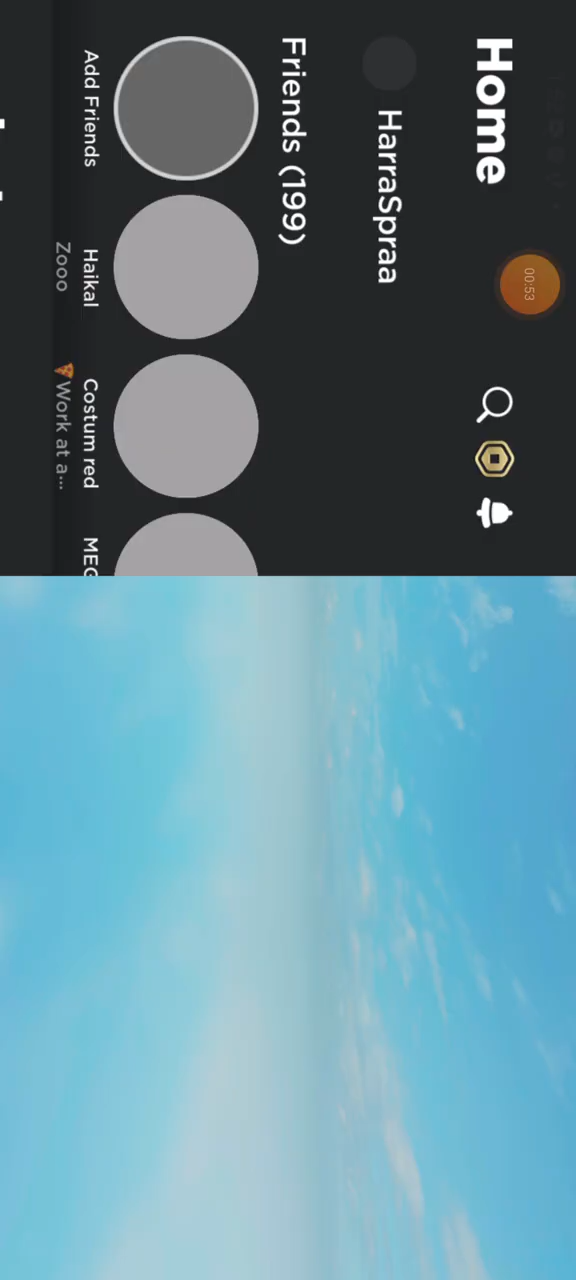 Home
00:53
HarraSpraa
Friends (199)
Add Friends
Haikal
Zooo
Costum red
🍕Work at a...